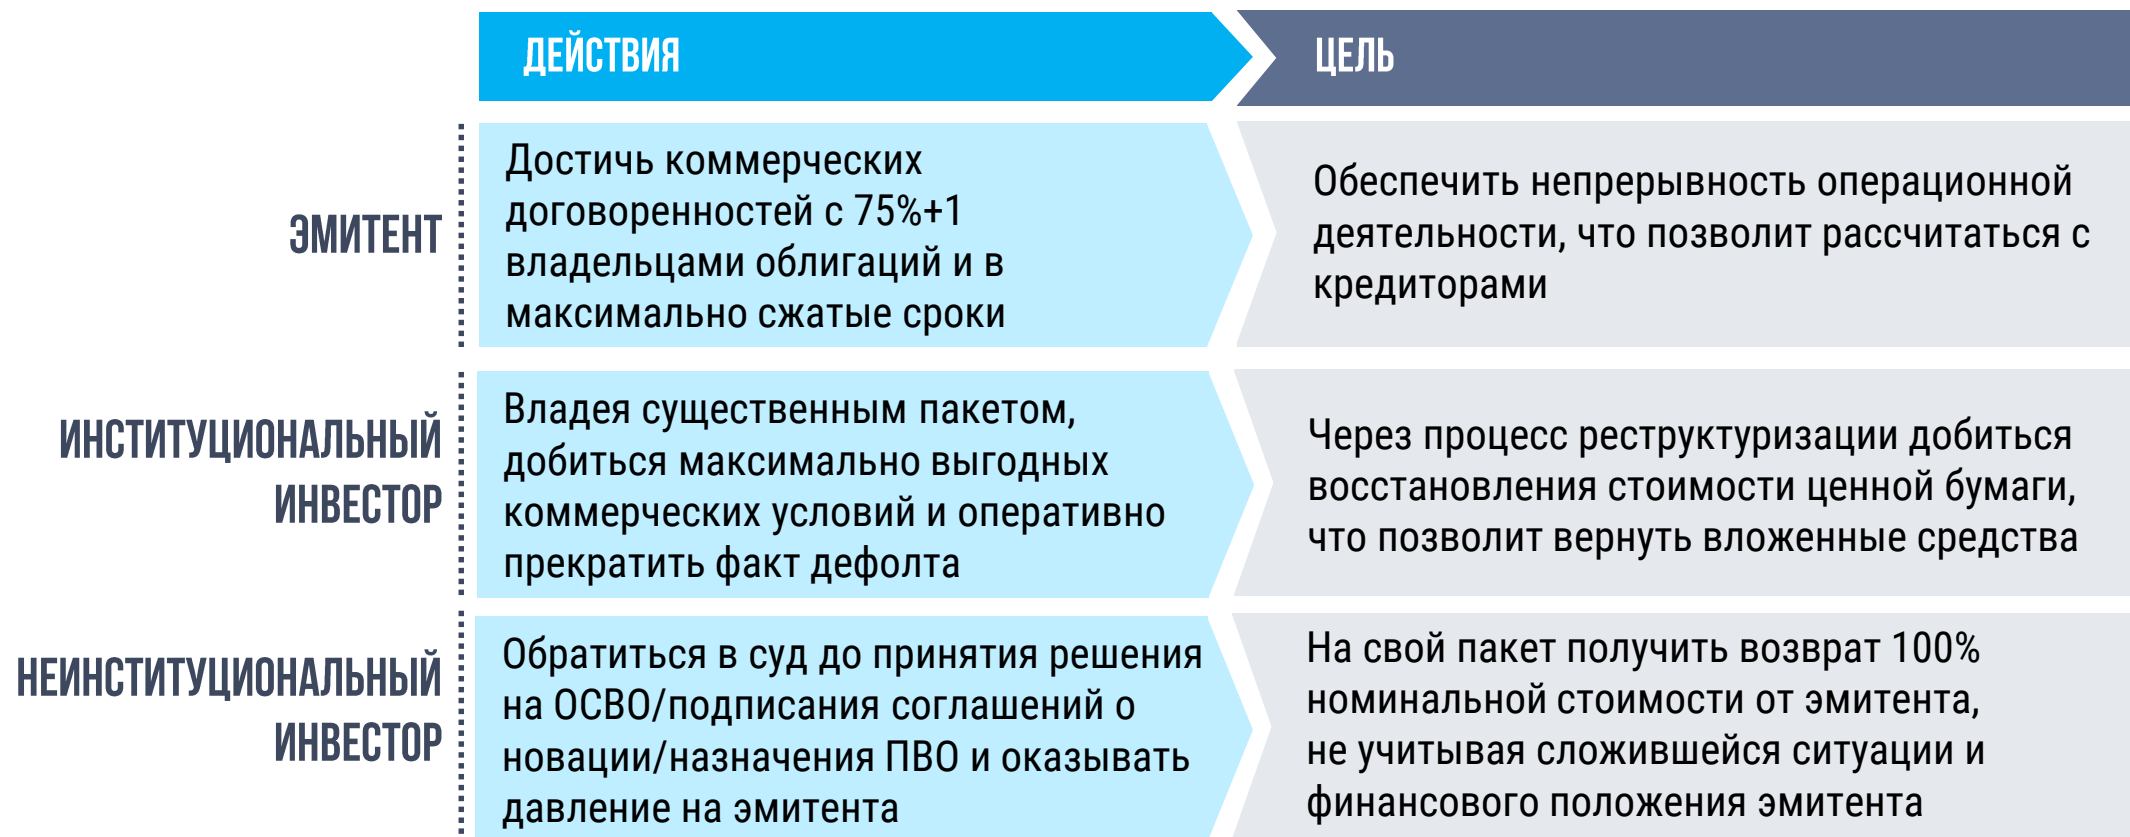 ДЕЙСТВИЯ
ЦЕЛЬ
ЭМИТЕНТ
Достичь коммерческих
договоренностей с 75%+1
владельцами облигаций и в
максимально сжатые сроки
Обеспечить непрерывность операционной
деятельности, что позволит рассчитаться с
кредиторами
ИНСТИТУЦИОНАЛЬНЫЙ
ИНВЕСТОР
Владея существенным пакетом,
добиться максимально выгодных
коммерческих условий и оперативно
прекратить факт дефолта
Через процесс реструктуризации добиться
восстановления стоимости ценной бумаги,
что позволит вернуть вложенные средства
НЕИНСТИТУЦИОНАЛЬНЫЙ
ИНВЕСТОР
Обратиться в суд до принятия решения
на ОСВО/подписания соглашений о
новации/назначения ПВО и оказывать
давление на эмитента
На свой пакет получить возврат 100%
номинальной стоимости от эмитента,
не учитывая сложившейся ситуации и
финансового положения эмитента